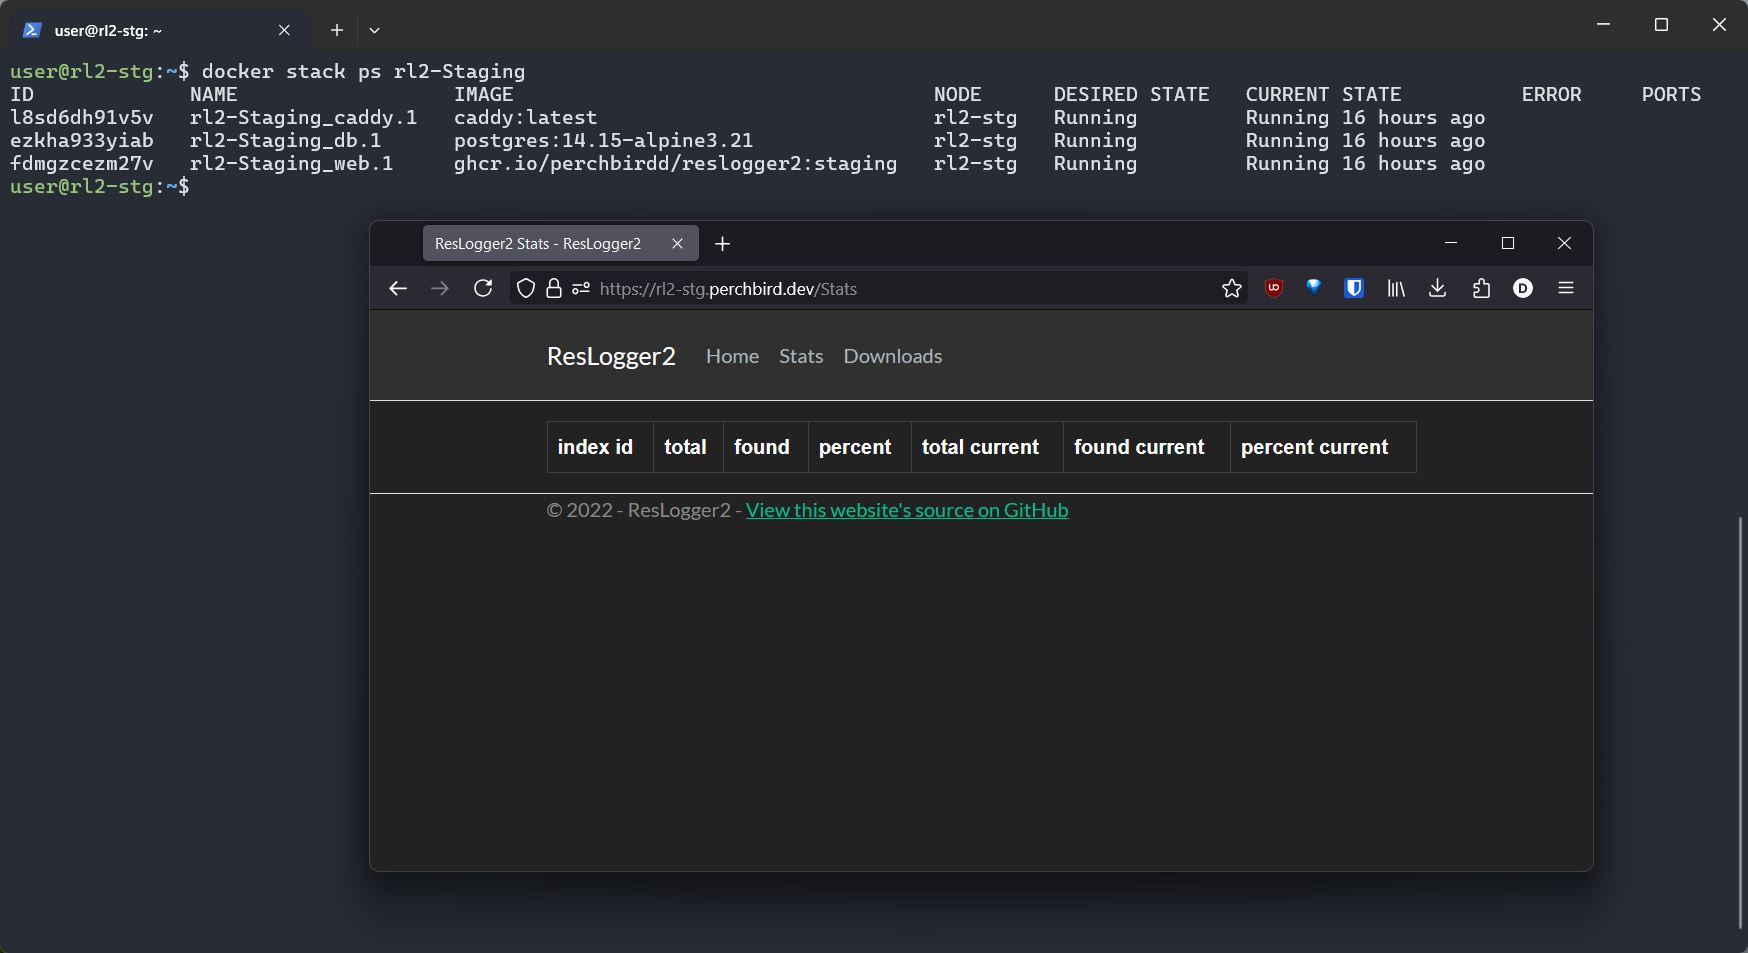 user@rl2-stg: ~
user@rl2-stg:~$ docker stack ps rl2-Staging
ID NAME IMAGE NODE DESIRED STATE CURRENT STATE ERROR PORTS
l8sd6dh91v5v rl2-Staging_caddy.1 caddy:latest rl2-stg Running Running 16 hours ago
ezkha933yiab rl2-Staging_db.1 postgres:14.15-alpine3.21 rl2-stg Running Running 16 hours ago
fdmgzcezm27v rl2-Staging_web.1 ghcr.io/perchbirdd/reslogger2:staging rl2-stg Running Running 16 hours ago
user@rl2-stg:~$
ResLogger2 Stats - ResLogger2
https://rl2-stg.perchbird.dev/Stats
D
ResLogger2 Home Stats Downloads
index id total found percent total current found current percent current
© 2022 - ResLogger2 - View this website's source on GitHub